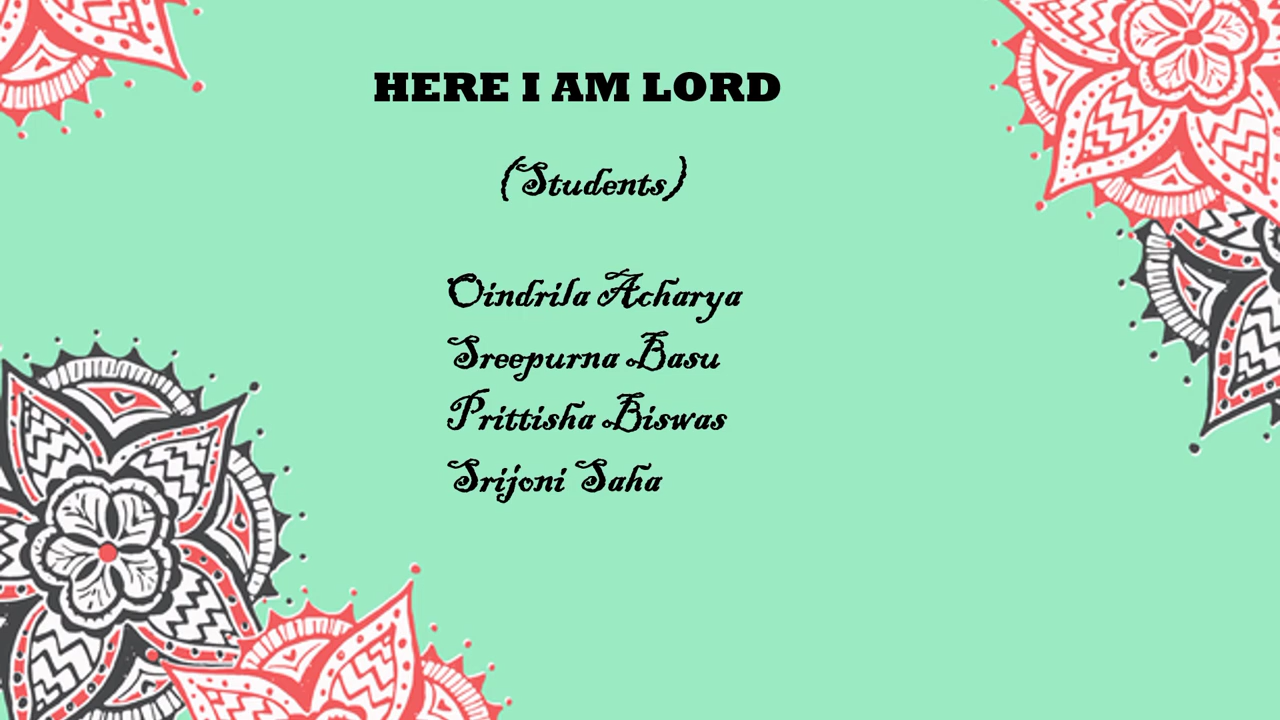 HERE I AM LORD
(Students)
Oindrila Acharya
Sreepurna Basu
Prittisha Biswas
Srijoni Saha